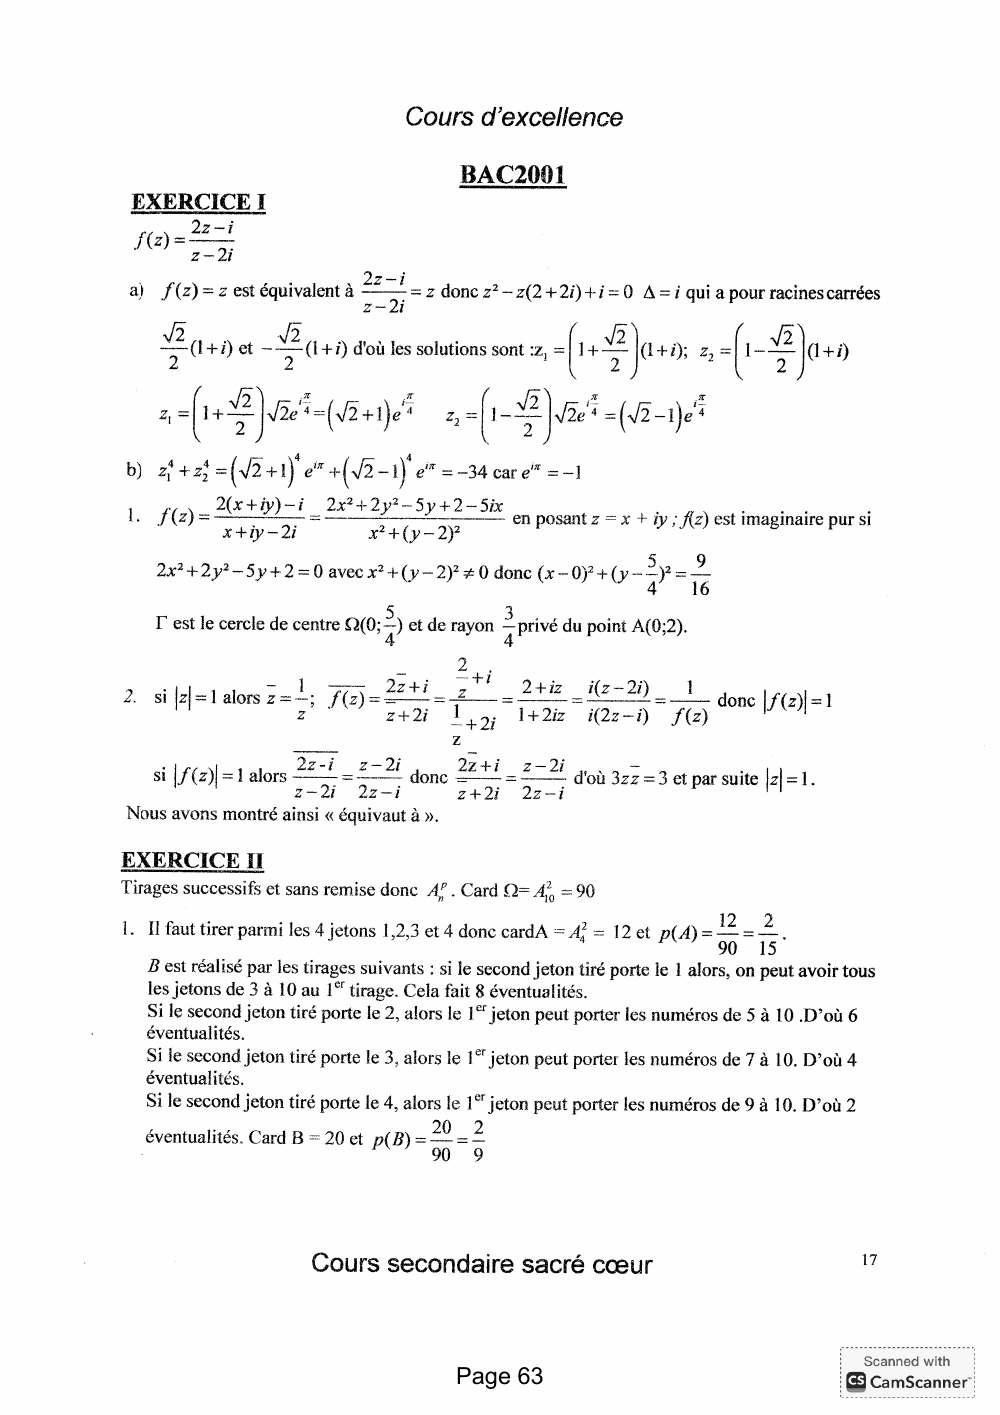 Cours d'excellence
BAC2001
EXERCICE I
f(z) = (2z − i)/(z − 2i)
a) f(z) = z est équivalent à (2z − i)/(z − 2i) = z donc z² − z(2 + 2i) + i = 0 Δ = i qui a pour racines carrées
√2/2 (1 + i) et − √2/2 (1 + i) d'où les solutions sont :z₁ = (1 + √2/2)(1 + i); z₂ = (1 − √2/2)(1 + i)
z₁ = (1 + √2/2)√2e^(iπ/4) = (√2 + 1)e^(iπ/4) z₂ = (1 − √2/2)√2e^(iπ/4) = (√2 − 1)e^(iπ/4)
b) z₁⁴ + z₂⁴ = (√2 + 1)⁴ e^(iπ) + (√2 − 1)⁴ e^(iπ) = −34 car e^(iπ) = −1
1. f(z) = (2(x + iy) − i)/(x + iy − 2i) = (2x² + 2y² − 5y + 2 − 5ix)/(x² + (y − 2)²) en posant z = x + iy ; f(z) est imaginaire pur si
2x² + 2y² − 5y + 2 = 0 avec x² + (y − 2)² ≠ 0 donc (x − 0)² + (y − 5/4)² = 9/16
Γ est le cercle de centre Ω(0; 5/4) et de rayon 3/4 privé du point A(0;2).
2. si |z| = 1 alors z̄ = 1/z; f(z)‾ = (2z̄ + i)/(z̄ + 2i) = (2/z + i)/(1/z + 2i) = (2 + iz)/(1 + 2iz) = i(z − 2i)/i(2z − i) = 1/f(z) donc |f(z)| = 1
si |f(z)| = 1 alors (2z - i)‾/(z − 2i) = (z − 2i)/(2z − i) donc (2z̄ + i)/(z̄ + 2i) = (z − 2i)/(2z − i) d'où 3zz̄ = 3 et par suite |z| = 1.
Nous avons montré ainsi « équivaut à ».
EXERCICE II
Tirages successifs et sans remise donc Aₙᵖ . Card Ω= A₁₀² = 90
1. Il faut tirer parmi les 4 jetons 1,2,3 et 4 donc cardA = A₄² = 12 et p(A) = 12/90 = 2/15 .
B est réalisé par les tirages suivants : si le second jeton tiré porte le 1 alors, on peut avoir tous
les jetons de 3 à 10 au 1er tirage. Cela fait 8 éventualités.
Si le second jeton tiré porte le 2, alors le 1er jeton peut porter les numéros de 5 à 10 .D'où 6
éventualités.
Si le second jeton tiré porte le 3, alors le 1er jeton peut porter les numéros de 7 à 10. D'où 4
éventualités.
Si le second jeton tiré porte le 4, alors le 1er jeton peut porter les numéros de 9 à 10. D'où 2
éventualités. Card B = 20 et p(B) = 20/90 = 2/9
Cours secondaire sacré cœur
17
Page 63
Scanned with
CS CamScanner